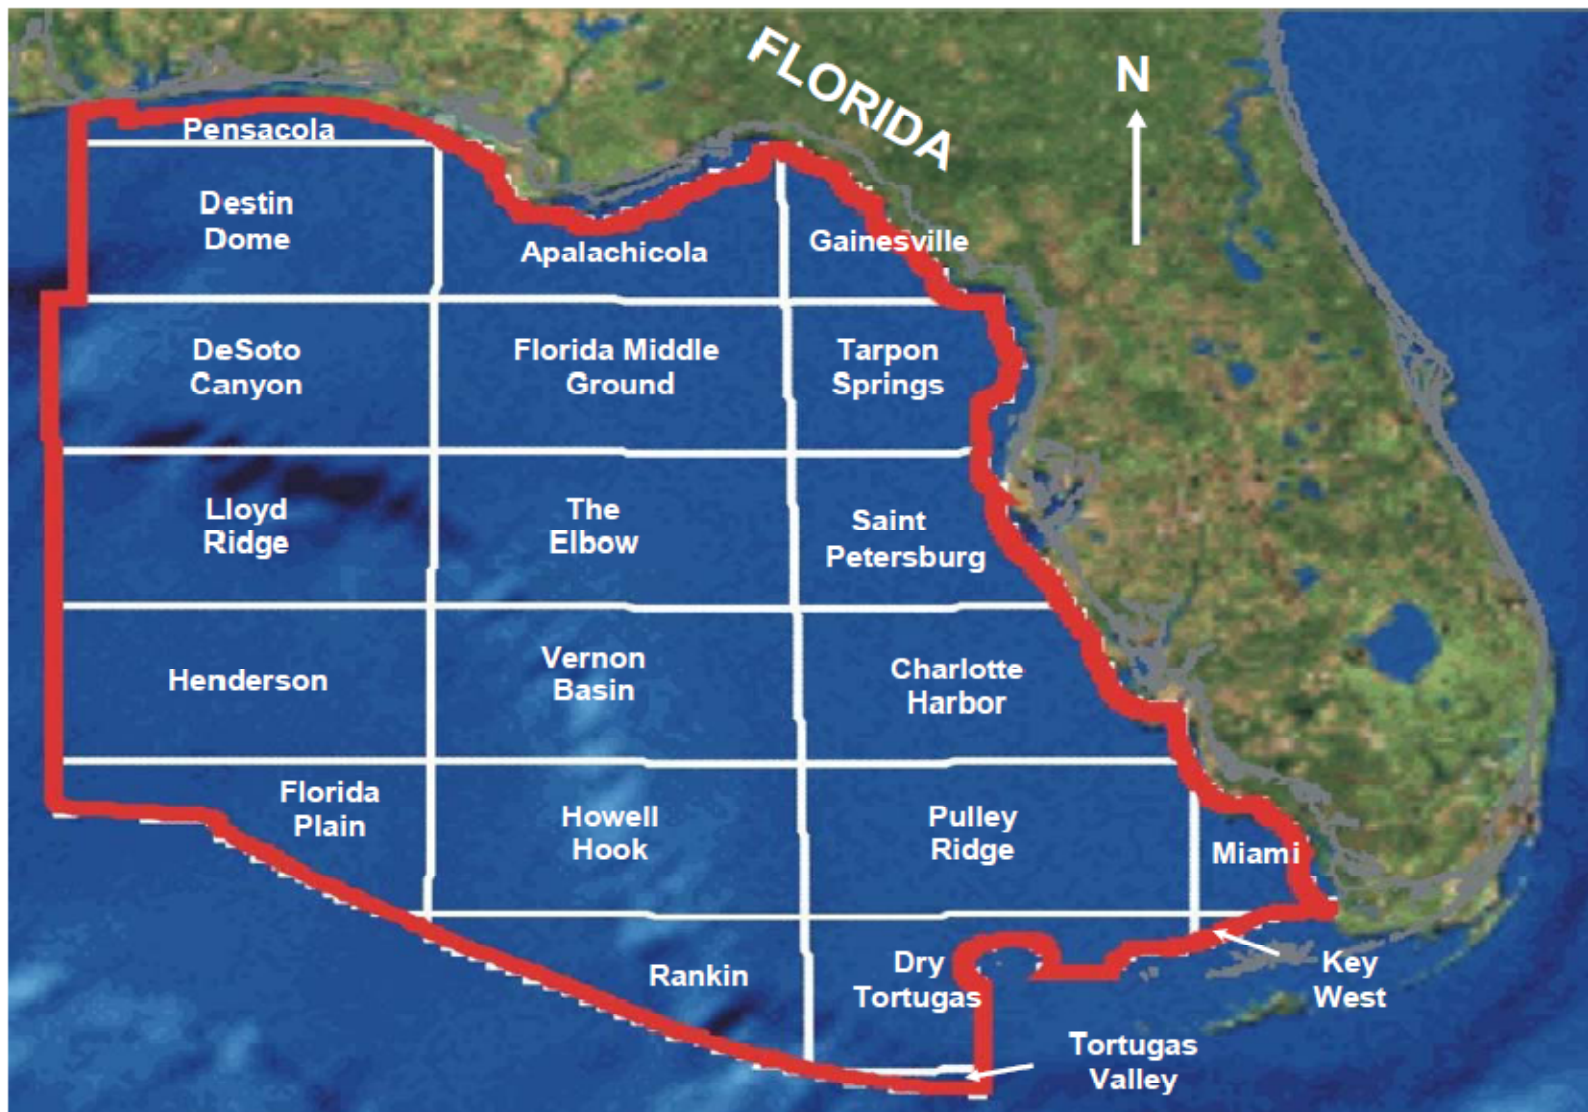 FLORIDA
N
Pensacola
Destin
Dome
Apalachicola
Gainesville
DeSoto
Canyon
Florida Middle
Ground
Tarpon
Springs
Lloyd
Ridge
The
Elbow
Saint
Petersburg
Henderson
Vernon
Basin
Charlotte
Harbor
Florida
Plain
Howell
Hook
Pulley
Ridge
Miami
Rankin
Dry
Tortugas
Key
West
Tortugas
Valley